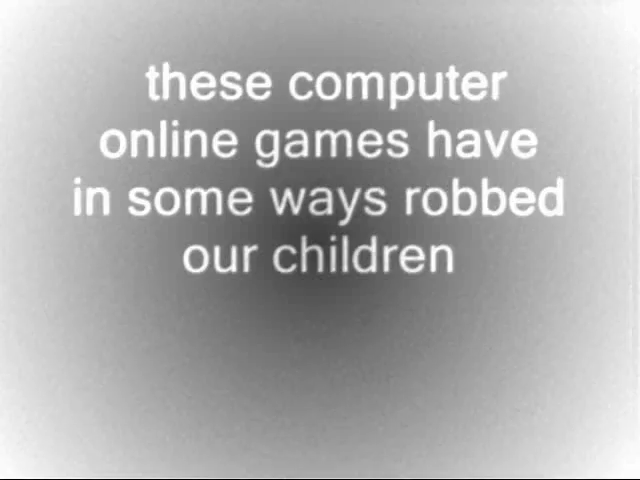 these computer
online games have
in some ways robbed
our children